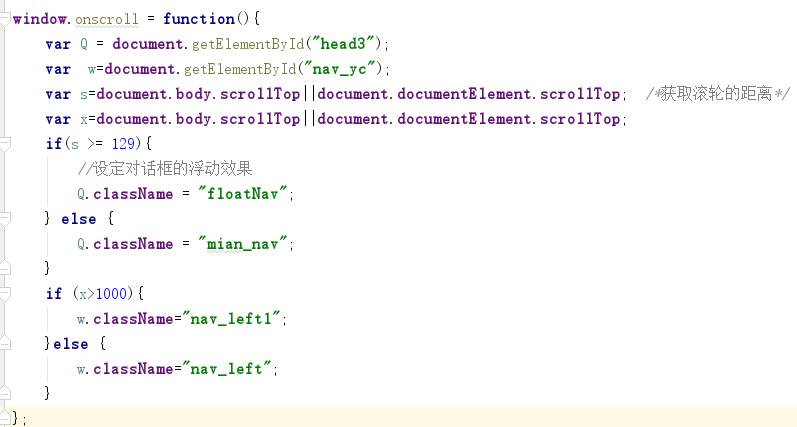 window.onscroll = function(){
var Q = document.getElementById("head3");
var w=document.getElementById("nav_yc");
var s=document.body.scrollTop||document.documentElement.scrollTop; /*获取滚轮的距离*/
var x=document.body.scrollTop||document.documentElement.scrollTop;
if(s >= 129){
//设定对话框的浮动效果
Q.className = "floatNav";
} else {
Q.className = "mian_nav";
}
if (x>1000){
w.className="nav_left1";
}else {
w.className="nav_left";
}
};